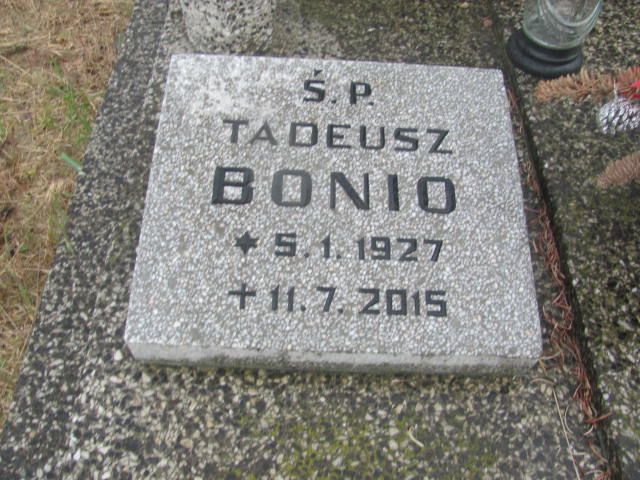 Ś.P.
TADEUSZ
BONIO
★ 5.1.1927
+ 11.7.2015